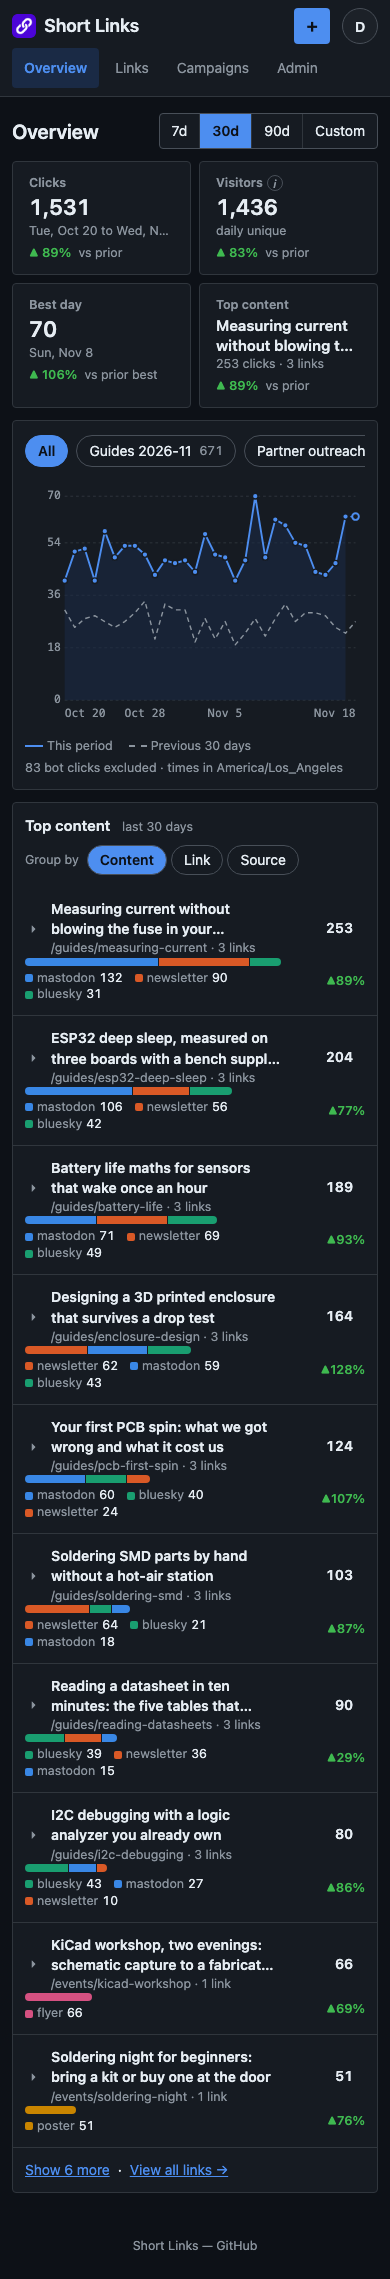 Short Links
+
D
Overview
Links
Campaigns
Admin
Overview
7d
30d
90d
Custom
Clicks
1,531
Tue, Oct 20 to Wed, N...
▲ 89% vs prior
Visitors i
1,436
daily unique
▲ 83% vs prior
Best day
70
Sun, Nov 8
▲ 106% vs prior best
Top content
Measuring current
without blowing t...
253 clicks · 3 links
▲ 89% vs prior
All
Guides 2026-11 671
Partner outreach
70
54
36
18
0
Oct 20
Oct 28
Nov 5
Nov 18
This period
Previous 30 days
83 bot clicks excluded · times in America/Los_Angeles
Top content last 30 days
Group by
Content
Link
Source
Measuring current without
blowing the fuse in your...
253
/guides/measuring-current · 3 links
mastodon 132 newsletter 90
bluesky 31
▲89%
ESP32 deep sleep, measured on
three boards with a bench suppl...
204
/guides/esp32-deep-sleep · 3 links
mastodon 106 newsletter 56
bluesky 42
▲77%
Battery life maths for sensors
that wake once an hour
189
/guides/battery-life · 3 links
mastodon 71 newsletter 69
bluesky 49
▲93%
Designing a 3D printed enclosure
that survives a drop test
164
/guides/enclosure-design · 3 links
newsletter 62 mastodon 59
bluesky 43
▲128%
Your first PCB spin: what we got
wrong and what it cost us
124
/guides/pcb-first-spin · 3 links
mastodon 60 bluesky 40
newsletter 24
▲107%
Soldering SMD parts by hand
without a hot-air station
103
/guides/soldering-smd · 3 links
newsletter 64 bluesky 21
mastodon 18
▲87%
Reading a datasheet in ten
minutes: the five tables that...
90
/guides/reading-datasheets · 3 links
bluesky 39 newsletter 36
mastodon 15
▲29%
I2C debugging with a logic
analyzer you already own
80
/guides/i2c-debugging · 3 links
bluesky 43 mastodon 27
newsletter 10
▲86%
KiCad workshop, two evenings:
schematic capture to a fabricat...
66
/events/kicad-workshop · 1 link
flyer 66
▲69%
Soldering night for beginners:
bring a kit or buy one at the door
51
/events/soldering-night · 1 link
poster 51
▲76%
Show 6 more · View all links →
Short Links — GitHub